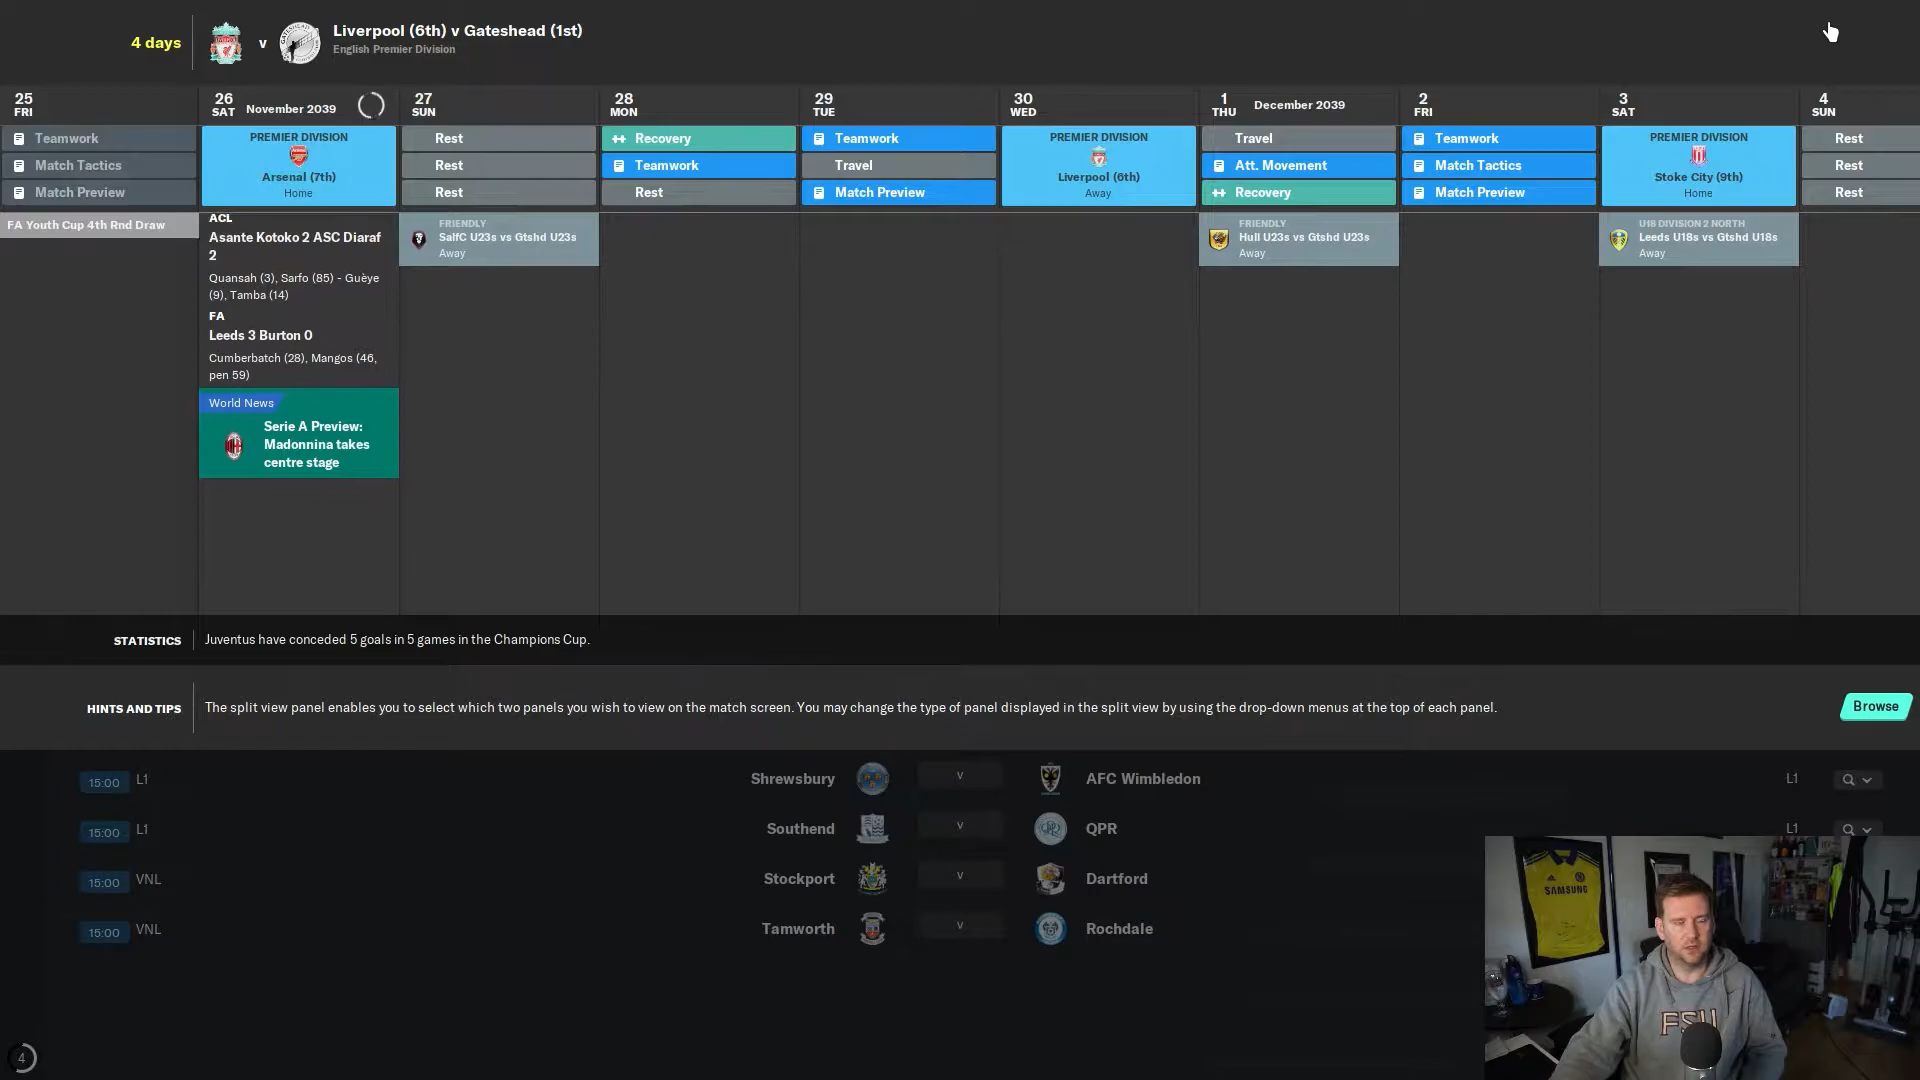 4 days
v
Liverpool (6th) v Gateshead (1st)
English Premier Division
25
FRI
26
SAT
November 2039
27
SUN
28
MON
29
TUE
30
WED
1
THU
December 2039
2
FRI
3
SAT
4
SUN
Teamwork
Match Tactics
Match Preview
PREMIER DIVISION
Arsenal (7th)
Home
Rest
Rest
Rest
Recovery
Teamwork
Rest
Teamwork
Travel
Match Preview
PREMIER DIVISION
Liverpool (6th)
Away
Travel
Att. Movement
Recovery
Teamwork
Match Tactics
Match Preview
PREMIER DIVISION
Stoke City (9th)
Home
Rest
Rest
Rest
FA Youth Cup 4th Rnd Draw
ACL
Asante Kotoko 2 ASC Diaraf
2
Quansah (3), Sarfo (85) - Guèye
(9), Tamba (14)
FA
Leeds 3 Burton 0
Cumberbatch (28), Mangos (46,
pen 59)
World News
Serie A Preview:
Madonnina takes
centre stage
FRIENDLY
SalfC U23s vs Gtshd U23s
Away
FRIENDLY
Hull U23s vs Gtshd U23s
Away
U18 DIVISION 2 NORTH
Leeds U18s vs Gtshd U18s
Away
STATISTICS
Juventus have conceded 5 goals in 5 games in the Champions Cup.
HINTS AND TIPS
The split view panel enables you to select which two panels you wish to view on the match screen. You may change the type of panel displayed in the split view by using the drop-down menus at the top of each panel.
Browse
15:00 L1 Shrewsbury v AFC Wimbledon L1
15:00 L1 Southend v QPR L1
15:00 VNL Stockport v Dartford
15:00 VNL Tamworth v Rochdale
SAMSUNG
FSU
4